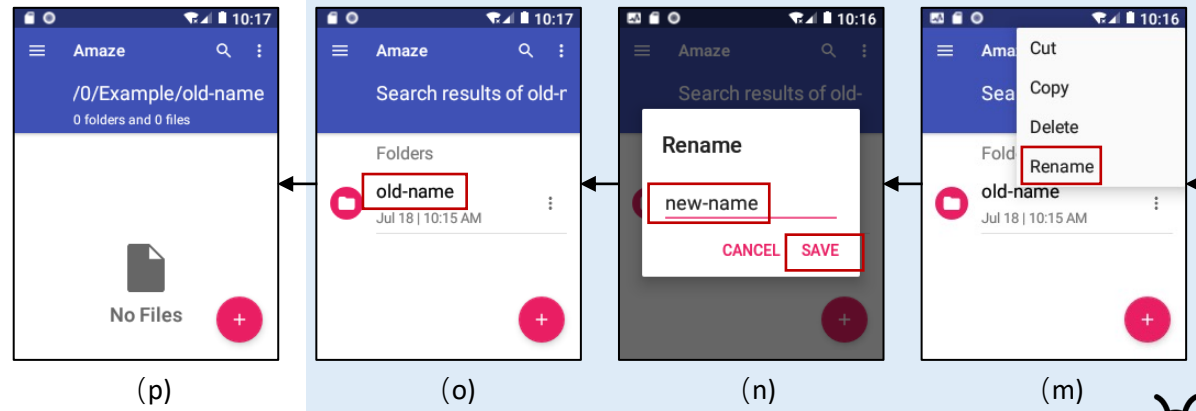 10:17
Amaze
/0/Example/old-name
0 folders and 0 files
No Files
(p)
10:17
Amaze
Search results of old-r
Folders
old-name
Jul 18 | 10:15 AM
(o)
10:16
Amaze
Search results of old-
Rename
new-name
CANCEL SAVE
(n)
10:16
Ama
Sea
Cut
Copy
Delete
Rename
Fold
old-name
Jul 18 | 10:15 AM
(m)